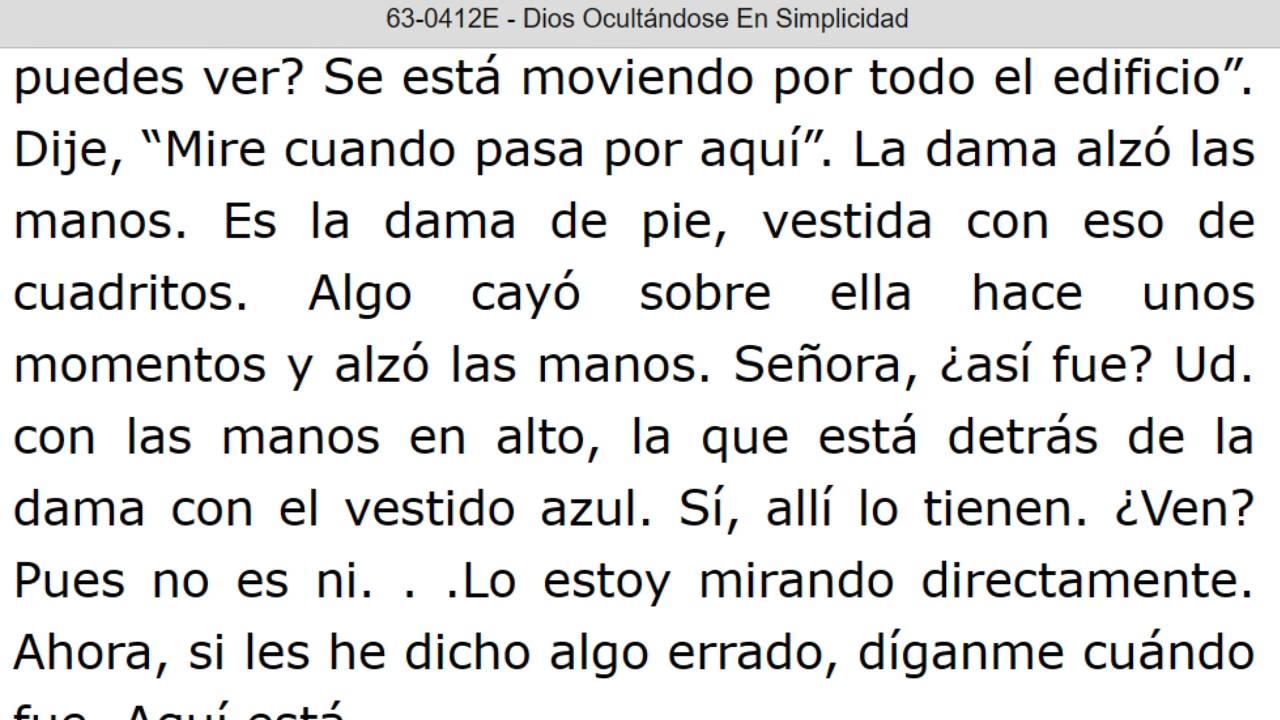 63-0412E - Dios Ocultándose En Simplicidad
puedes ver? Se está moviendo por todo el edificio”.
Dije, “Mire cuando pasa por aquí”. La dama alzó las
manos. Es la dama de pie, vestida con eso de
cuadritos. Algo cayó sobre ella hace unos
momentos y alzó las manos. Señora, ¿así fue? Ud.
con las manos en alto, la que está detrás de la
dama con el vestido azul. Sí, allí lo tienen. ¿Ven?
Pues no es ni. . .Lo estoy mirando directamente.
Ahora, si les he dicho algo errado, díganme cuándo
fue. Aquí está